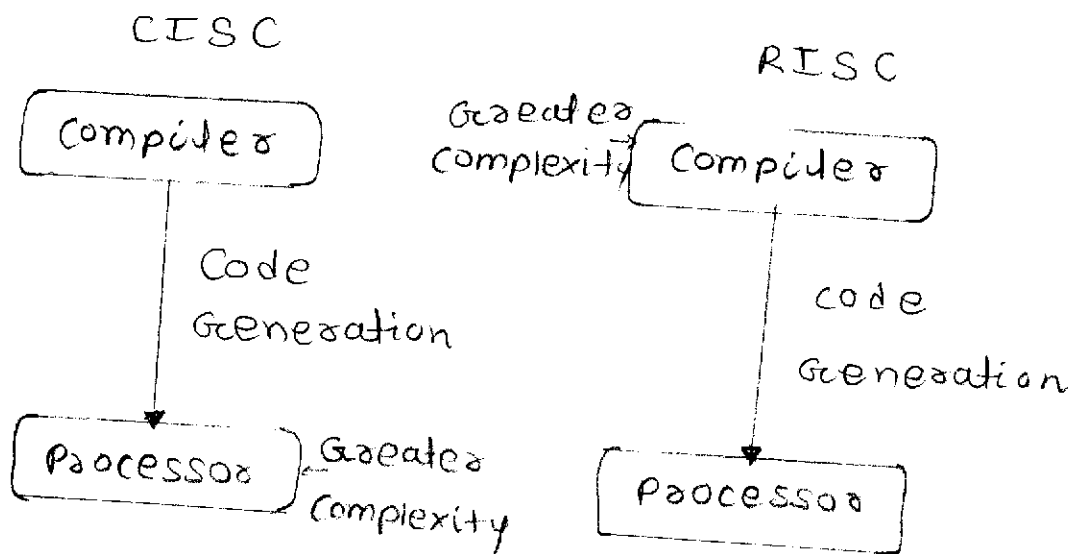 CISC
Compiler
Code
Generation
Processor
Greater
Complexity
RISC
Greater
Complexity
Compiler
Code
Generation
Processor